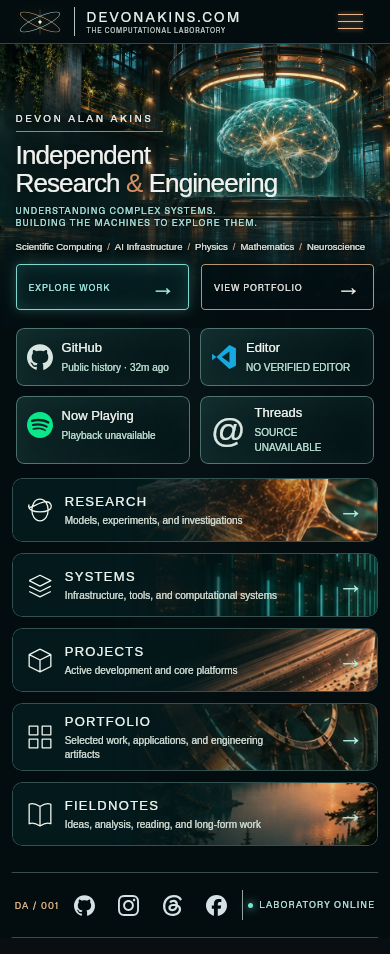 DEVONAKINS.COM
THE COMPUTATIONAL LABORATORY
DEVON ALAN AKINS
Independent
Research & Engineering
UNDERSTANDING COMPLEX SYSTEMS.
BUILDING THE MACHINES TO EXPLORE THEM.
Scientific Computing / AI Infrastructure / Physics / Mathematics / Neuroscience
EXPLORE WORK →
VIEW PORTFOLIO →
GitHub
Public history · 32m ago
Editor
NO VERIFIED EDITOR
Now Playing
Playback unavailable
Threads
SOURCE
UNAVAILABLE
RESEARCH
Models, experiments, and investigations
→
SYSTEMS
Infrastructure, tools, and computational systems
→
PROJECTS
Active development and core platforms
→
PORTFOLIO
Selected work, applications, and engineering
artifacts
→
FIELDNOTES
Ideas, analysis, reading, and long-form work
→
DA / 001
LABORATORY ONLINE